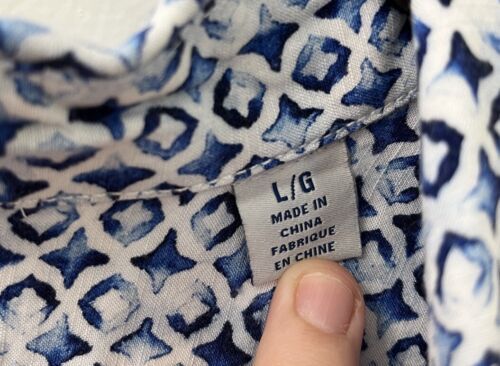 L/G
MADE IN
CHINA
FABRIQUE
EN CHINE